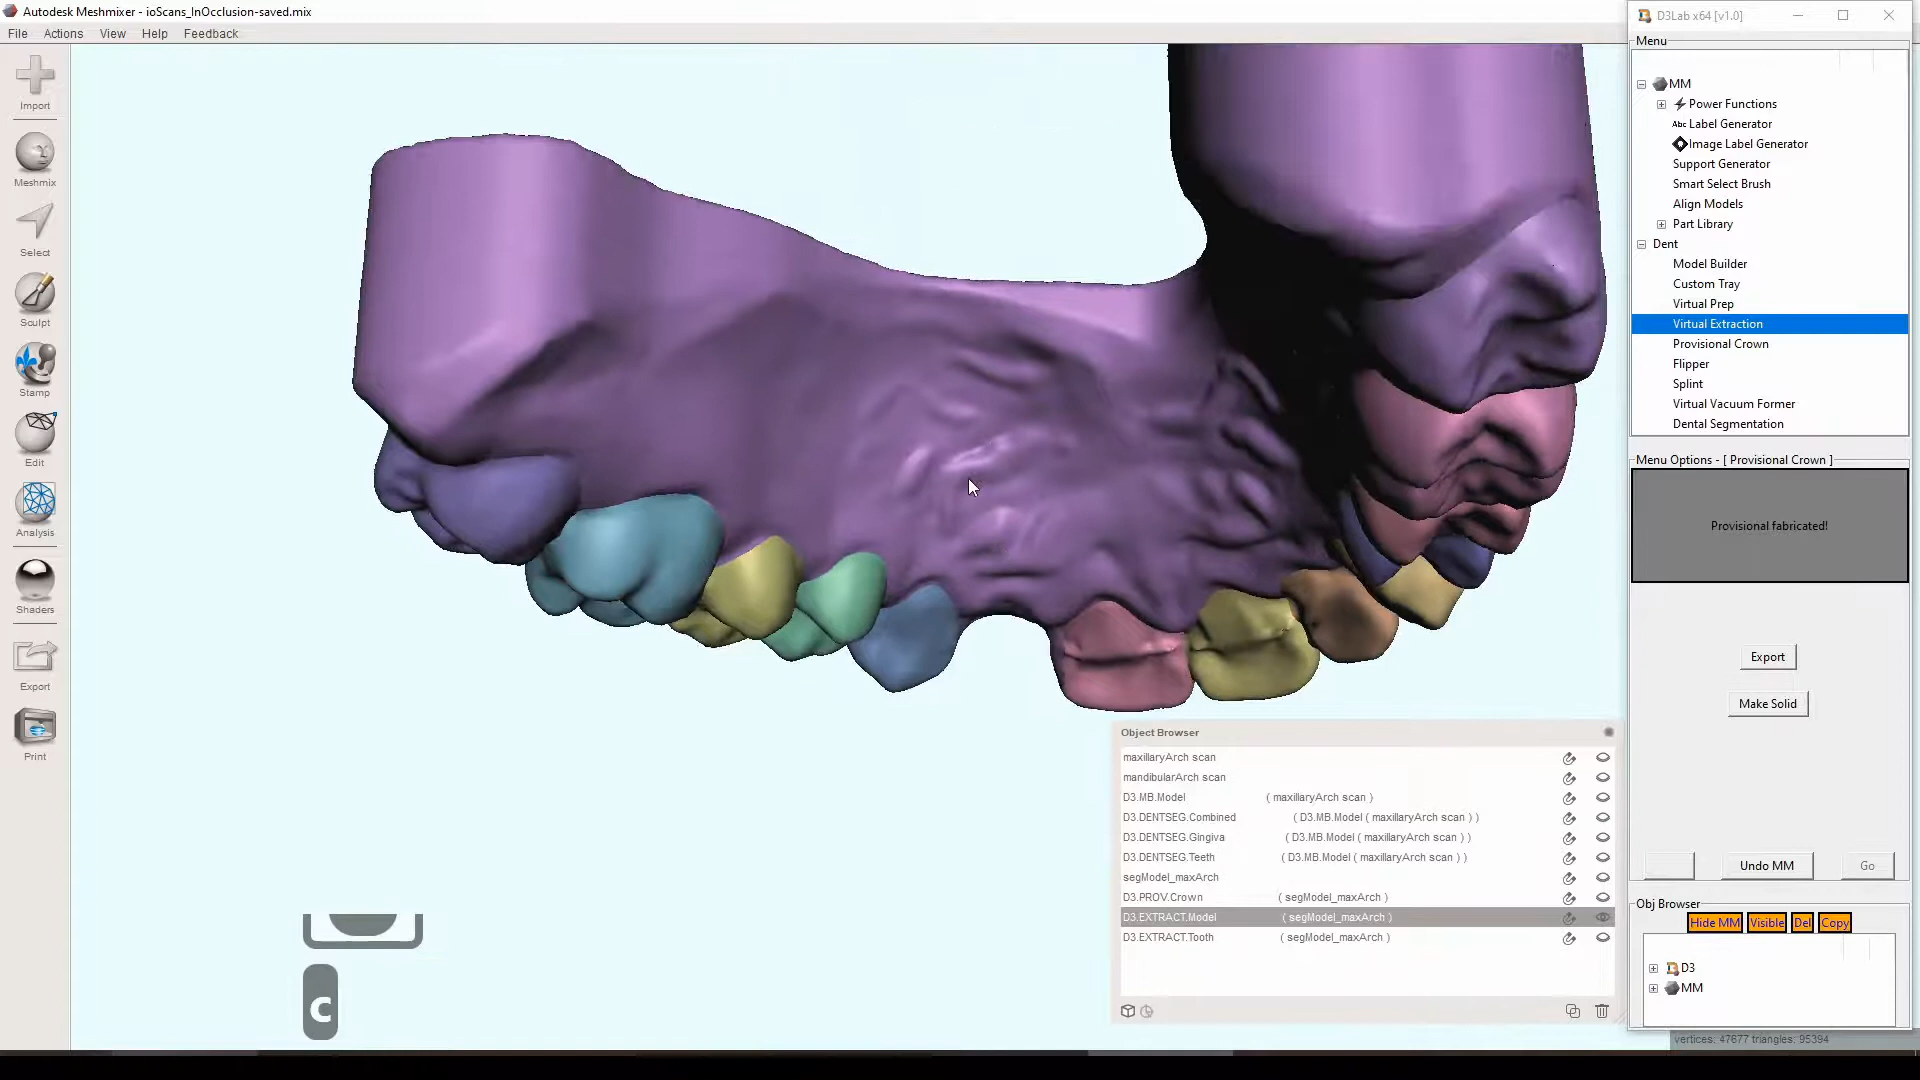 Autodesk Meshmixer - ioScans_InOcclusion-saved.mix
File Actions View Help Feedback
Import
Meshmix
Select
Sculpt
Stamp
Edit
Analysis
Shaders
Export
Print
C
Object Browser
maxillaryArch scan
mandibularArch scan
D3.MB.Model ( maxillaryArch scan )
D3.DENTSEG.Combined ( D3.MB.Model ( maxillaryArch scan ) )
D3.DENTSEG.Gingiva ( D3.MB.Model ( maxillaryArch scan ) )
D3.DENTSEG.Teeth ( D3.MB.Model ( maxillaryArch scan ) )
segModel_maxArch
D3.PROV.Crown ( segModel_maxArch )
D3.EXTRACT.Model ( segModel_maxArch )
D3.EXTRACT.Tooth ( segModel_maxArch )
D3Lab x64 [v1.0]
Menu
MM
Power Functions
Abc Label Generator
Image Label Generator
Support Generator
Smart Select Brush
Align Models
Part Library
Dent
Model Builder
Custom Tray
Virtual Prep
Virtual Extraction
Provisional Crown
Flipper
Splint
Virtual Vacuum Former
Dental Segmentation
Menu Options - [ Provisional Crown ]
Provisional fabricated!
Export
Make Solid
Undo MM Go
Obj Browser
Hide MM Visible Del Copy
D3
MM
vertices: 47677 triangles: 95394